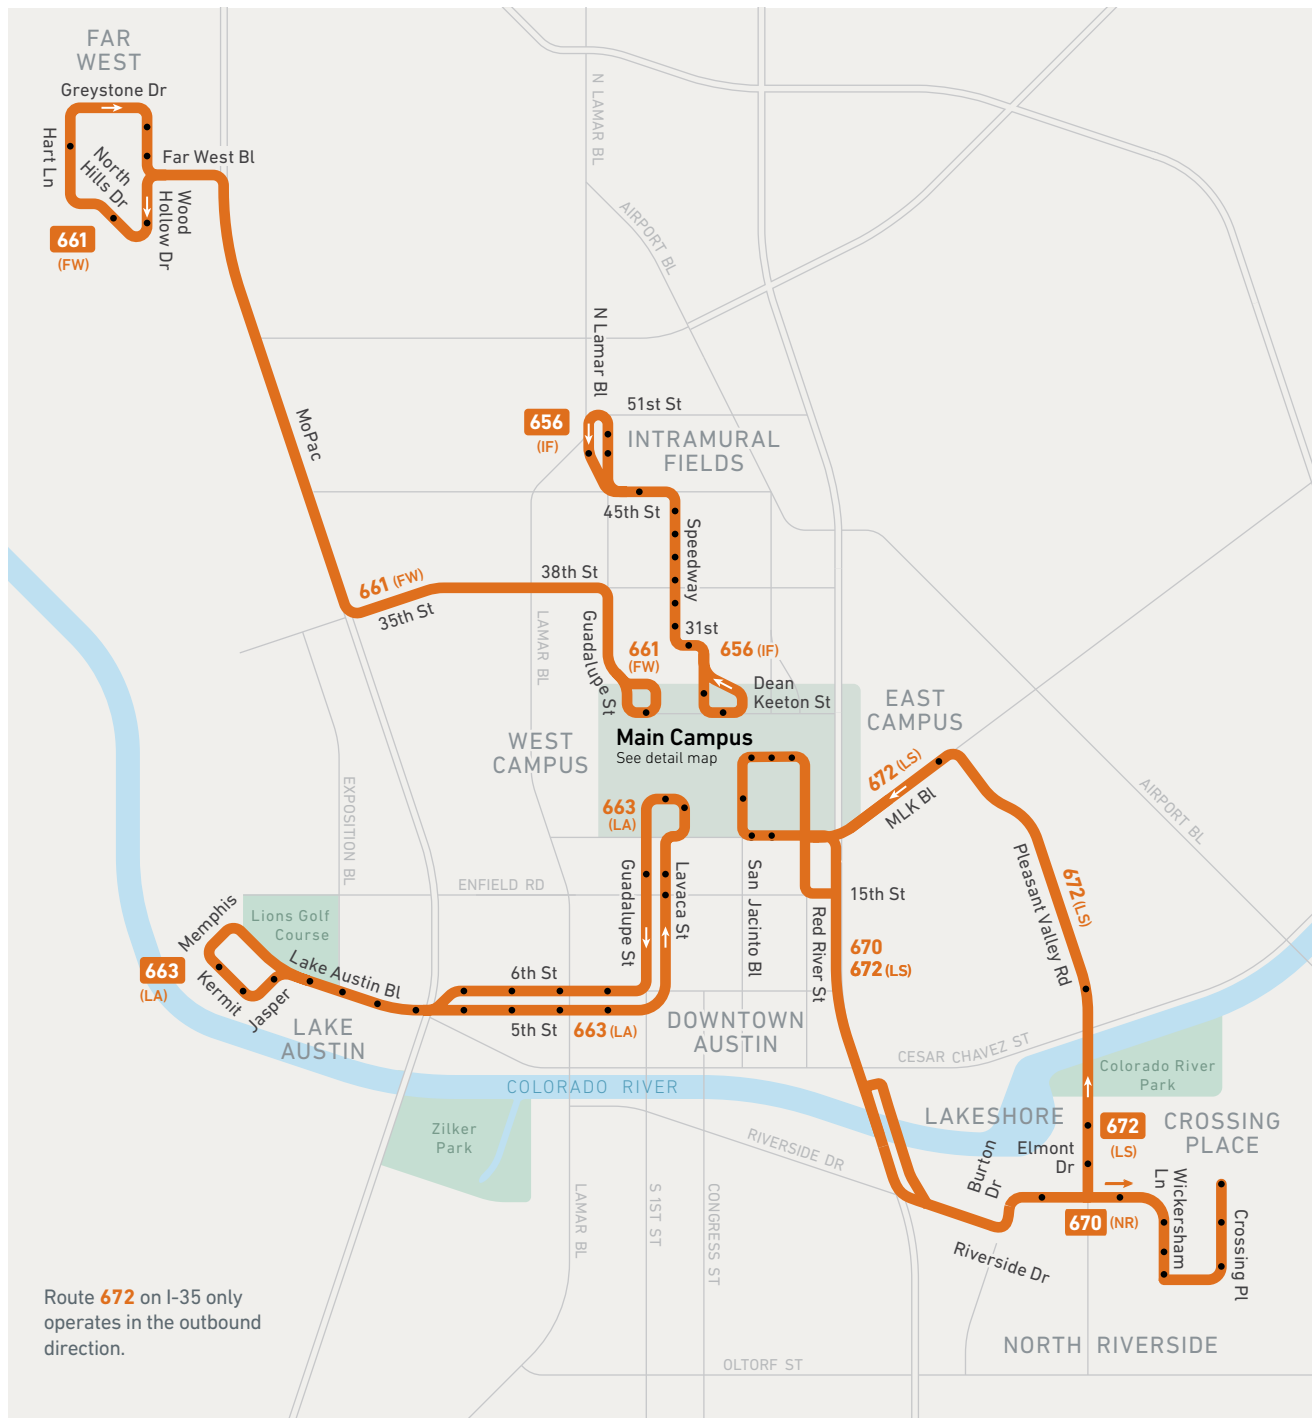 FAR
WEST
Greystone Dr
Hart Ln
North
Hills Dr
Far West Bl
Wood
Hollow Dr
661
(FW)
N LAMAR BL
AIRPORT BL
N Lamar Bl
51st St
656
(IF)
INTRAMURAL
FIELDS
MoPac
45th St
Speedway
661 (FW)
38th St
35th St
LAMAR BL
Guadalupe St
31st
661
(FW)
656 (IF)
Dean
Keeton St
EAST
CAMPUS
WEST
CAMPUS
Main Campus
See detail map
672 (LS)
MLK Bl
AIRPORT BL
EXPOSITION BL
663
(LA)
Guadalupe St
Lavaca St
San Jacinto Bl
Red River St
15th St
Pleasant Valley Rd
672 (LS)
ENFIELD RD
Memphis
Lions Golf
Course
663
(LA)
Kermit
Jasper
Lake Austin Bl
6th St
5th St
663 (LA)
670
672 (LS)
LAKE
AUSTIN
DOWNTOWN
AUSTIN
CESAR CHAVEZ ST
COLORADO RIVER
Colorado River
Park
Zilker
Park
RIVERSIDE DR
LAKESHORE
CROSSING
PLACE
672
(LS)
Elmont
Dr
Burton
Dr
Wickersham
Ln
670 (NR)
Crossing Pl
LAMAR BL
S 1ST ST
CONGRESS ST
Riverside Dr
Route 672 on I-35 only
operates in the outbound
direction.
NORTH RIVERSIDE
OLTORF ST